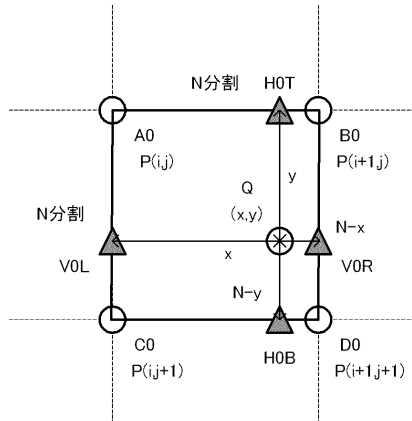 N分割
H0T
A0
B0
P(i,j)
P(i+1,j)
Q
y
(x,y)
N分割
N-x
V0L
x
V0R
N-y
C0
H0B
D0
P(i,j+1)
P(i+1,j+1)